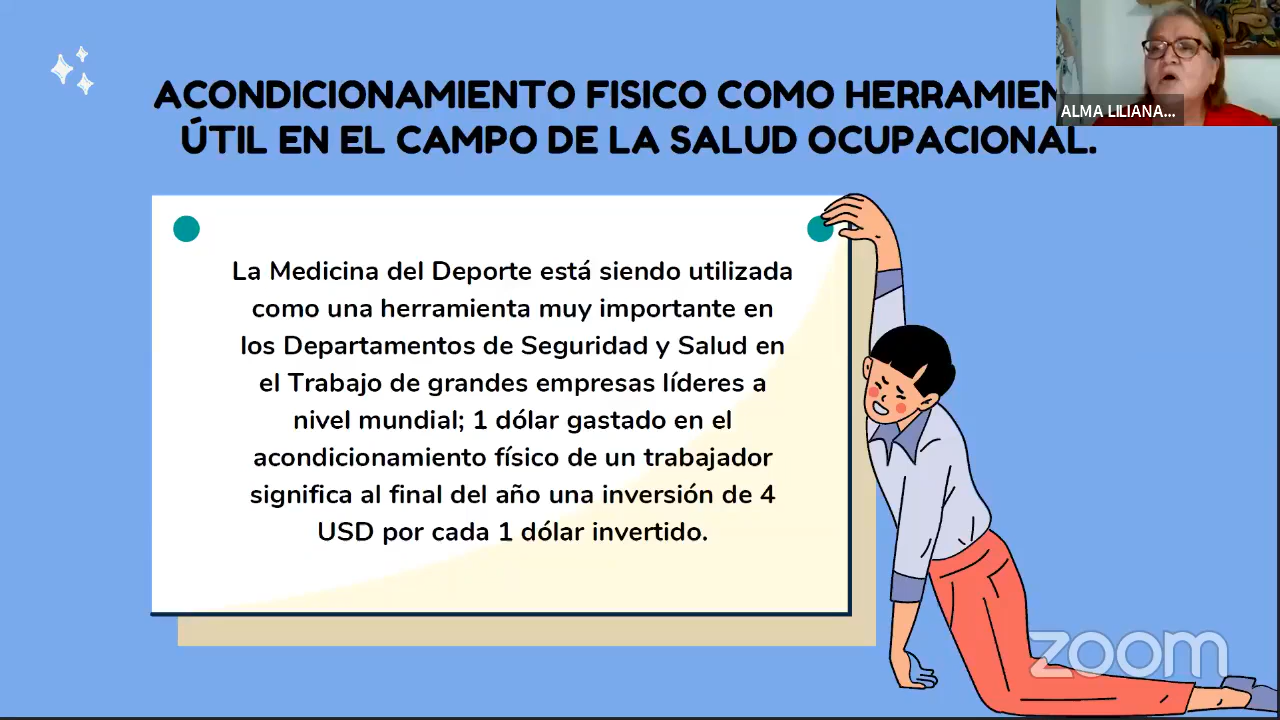 ACONDICIONAMIENTO FISICO COMO HERRAMIEN
ÚTIL EN EL CAMPO DE LA SALUD OCUPACIONAL.
ALMA LILIANA...
La Medicina del Deporte está siendo utilizada
como una herramienta muy importante en
los Departamentos de Seguridad y Salud en
el Trabajo de grandes empresas líderes a
nivel mundial; 1 dólar gastado en el
acondicionamiento físico de un trabajador
significa al final del año una inversión de 4
USD por cada 1 dólar invertido.
zoom